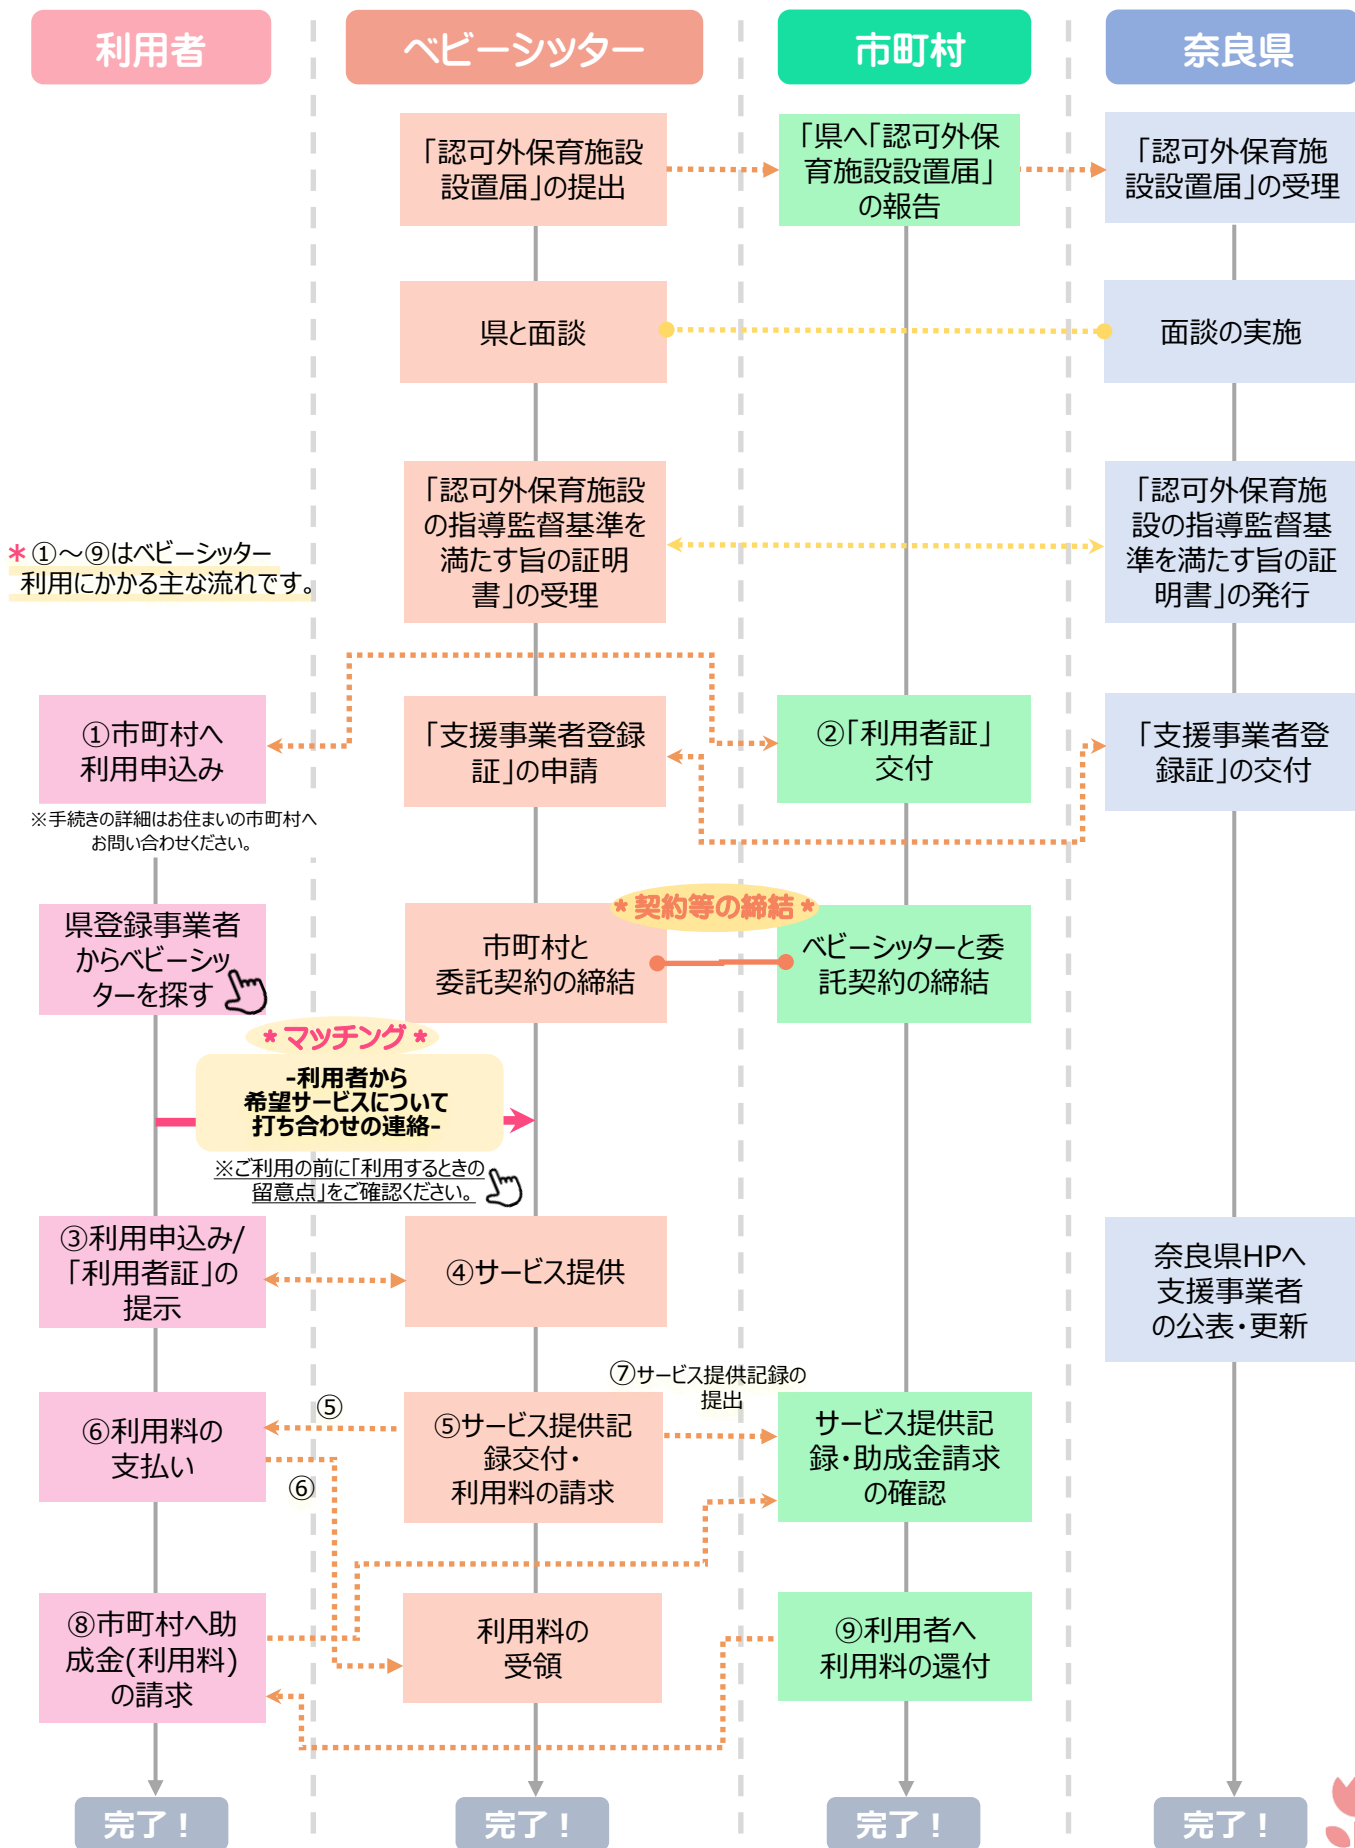 利用者
ベビーシッター
市町村
奈良県
「認可外保育施設
設置届」の提出
「県へ「認可外保
育施設設置届」
の報告
「認可外保育施
設設置届」の受理
県と面談
面談の実施
「認可外保育施設
の指導監督基準を
満たす旨の証明
書」の受理
「認可外保育施
設の指導監督基
準を満たす旨の証
明書」の発行
*①～⑨はベビーシッター
利用にかかる主な流れです。
①市町村へ
利用申込み
※手続きの詳細はお住まいの市町村へ
お問い合わせください。
「支援事業者登録
証」の申請
②「利用者証」
交付
「支援事業者登
録証」の交付
県登録事業者
からベビーシッ
ターを探す
* 契約等の締結 *
市町村と
委託契約の締結
ベビーシッターと委
託契約の締結
* マッチング *
-利用者から
希望サービスについて
打ち合わせの連絡-
※ご利用の前に「利用するときの
留意点」をご確認ください。
③利用申込み/
「利用者証」の
提示
④サービス提供
奈良県HPへ
支援事業者
の公表・更新
⑥利用料の
支払い
⑤
⑥
⑤サービス提供記
録交付・
利用料の請求
⑦サービス提供記録の
提出
サービス提供記
録・助成金請求
の確認
⑧市町村へ助
成金(利用料)
の請求
利用料の
受領
⑨利用者へ
利用料の還付
完了！
完了！
完了！
完了！